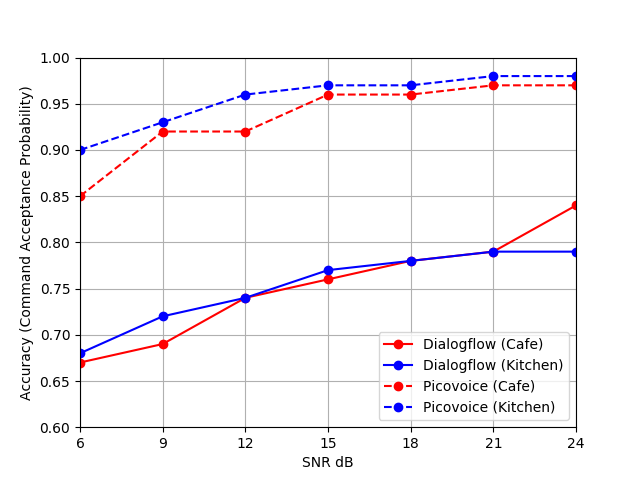 1.00
0.95
0.90
0.85
0.80
0.75
0.70
0.65
0.60
Accuracy (Command Acceptance Probability)
6 9 12 15 18 21 24
SNR dB
Dialogflow (Cafe)
Dialogflow (Kitchen)
Picovoice (Cafe)
Picovoice (Kitchen)